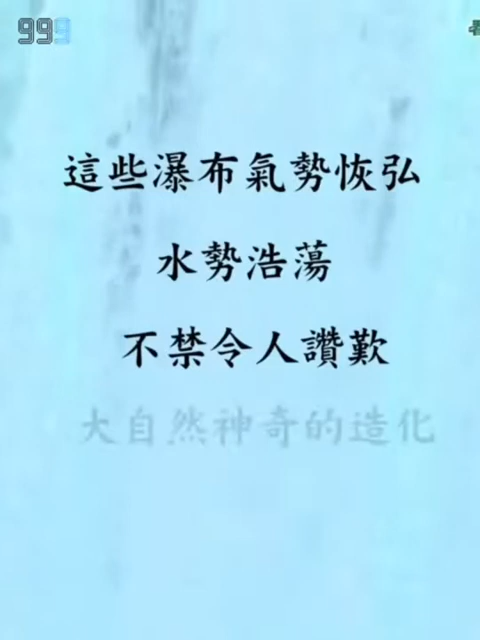 999
這些瀑布氣勢恢弘
水勢浩蕩
不禁令人讚歎
大自然神奇的造化